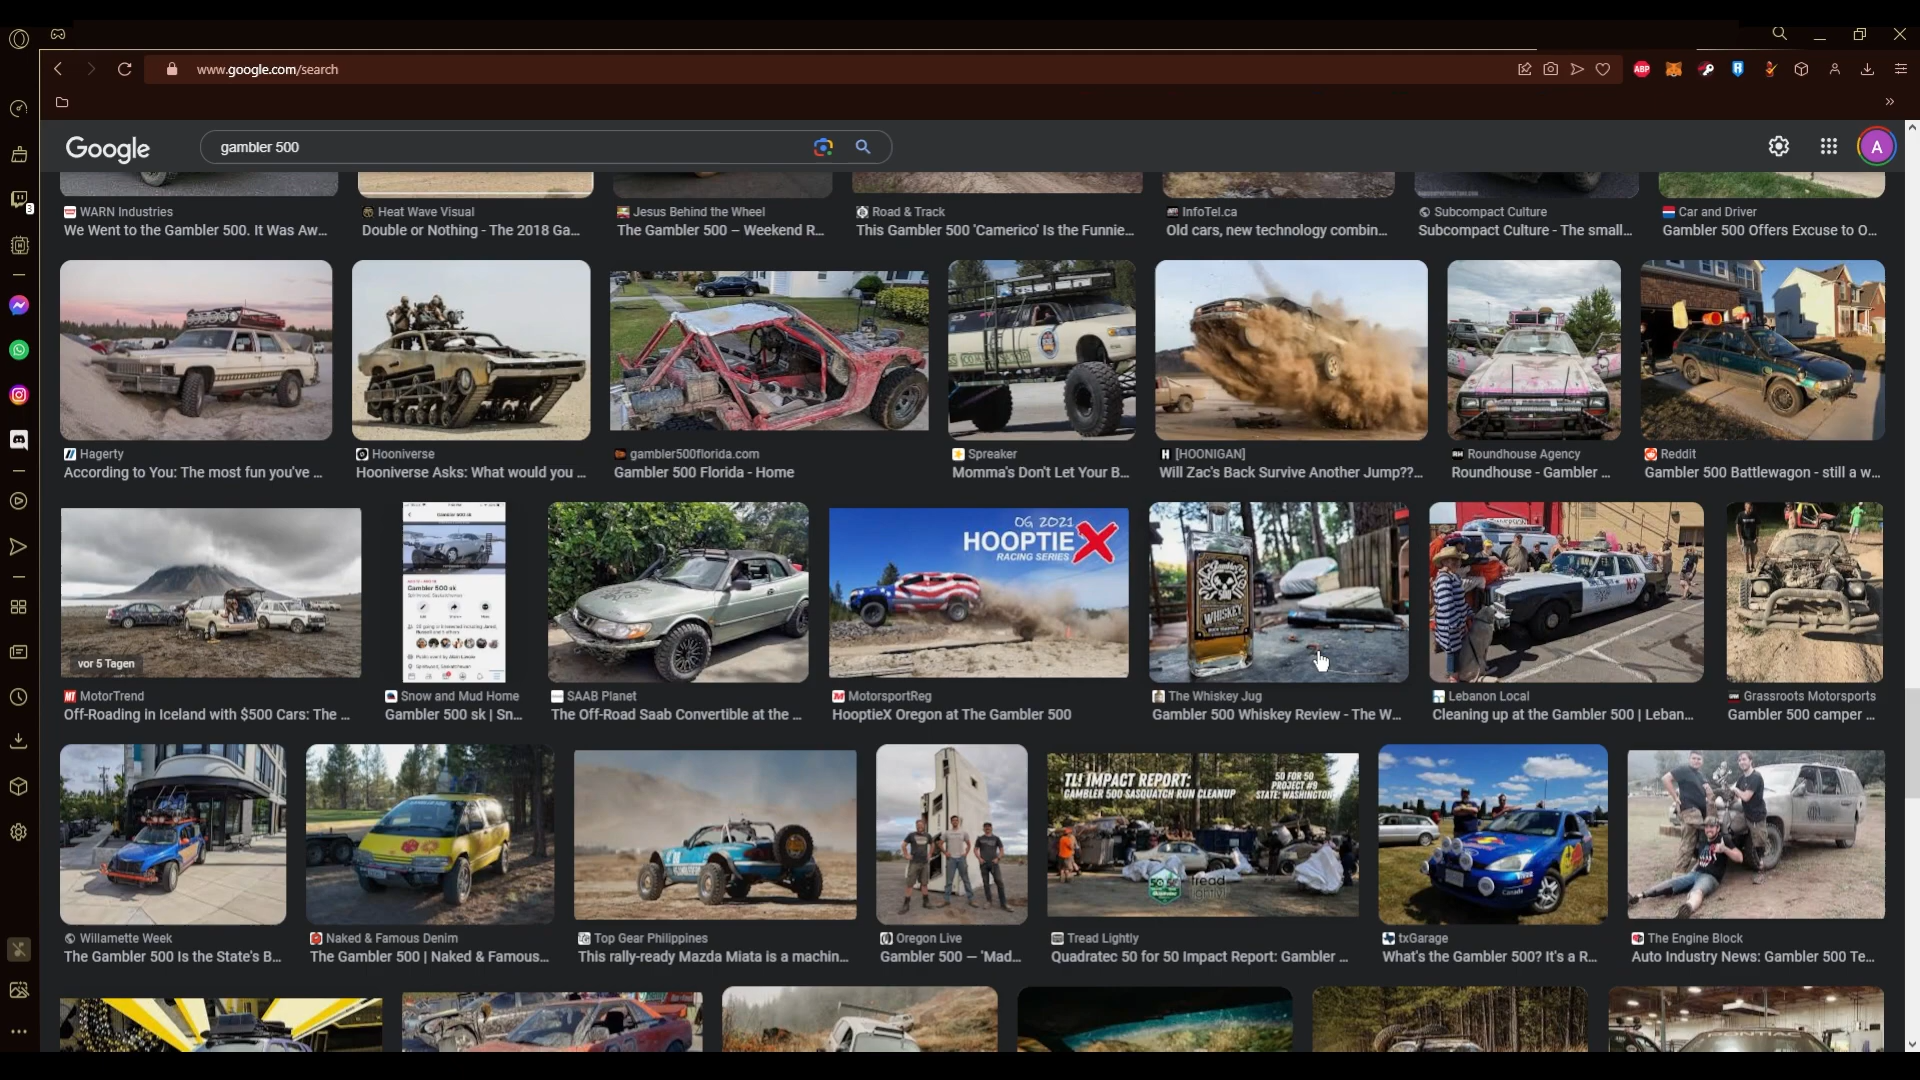 www.google.com/search
ABP
Google
gambler 500
A
3
WARN Industries
We Went to the Gambler 500. It Was Aw...
Heat Wave Visual
Double or Nothing - The 2018 Ga...
Jesus Behind the Wheel
The Gambler 500 – Weekend R...
Road & Track
This Gambler 500 'Camerico' Is the Funnie...
InfoTel.ca
Old cars, new technology combin...
Subcompact Culture
Subcompact Culture - The small...
Car and Driver
Gambler 500 Offers Excuse to O...
Hagerty
According to You: The most fun you've ...
Hooniverse
Hooniverse Asks: What would you ...
gambler500florida.com
Gambler 500 Florida - Home
Spreaker
Momma's Don't Let Your B...
[HOONIGAN]
Will Zac's Back Survive Another Jump??...
Roundhouse Agency
Roundhouse - Gambler ...
Reddit
Gambler 500 Battlewagon - still a w...
vor 5 Tagen
MotorTrend
Off-Roading in Iceland with $500 Cars: The ...
Gambler 500 sk
Snow and Mud Home
Gambler 500 sk | Sn...
SAAB Planet
The Off-Road Saab Convertible at the ...
OG 2021
HOOPTIE X
RACING SERIES
MotorsportReg
HooptieX Oregon at The Gambler 500
WHISKEY
The Whiskey Jug
Gambler 500 Whiskey Review - The W...
K9
Lebanon Local
Cleaning up at the Gambler 500 | Leban...
Grassroots Motorsports
Gambler 500 camper ...
Willamette Week
The Gambler 500 Is the State's B...
Naked & Famous Denim
The Gambler 500 | Naked & Famous...
Top Gear Philippines
This rally-ready Mazda Miata is a machin...
Oregon Live
Gambler 500 — 'Mad...
TL! IMPACT REPORT:
GAMBLER 500 SASQUATCH RUN CLEANUP
50 FOR 50
PROJECT #9
STATE: WASHINGTON
tread
lightly!
Tread Lightly
Quadratec 50 for 50 Impact Report: Gambler ...
txGarage
What's the Gambler 500? It's a R...
The Engine Block
Auto Industry News: Gambler 500 Te...